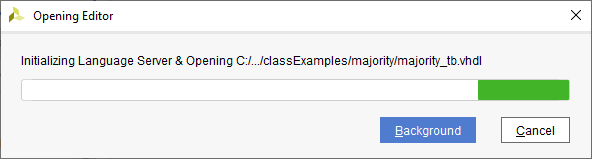 Opening Editor
Initializing Language Server & Opening C:/.../classExamples/majority/majority_tb.vhdl
Background
Cancel